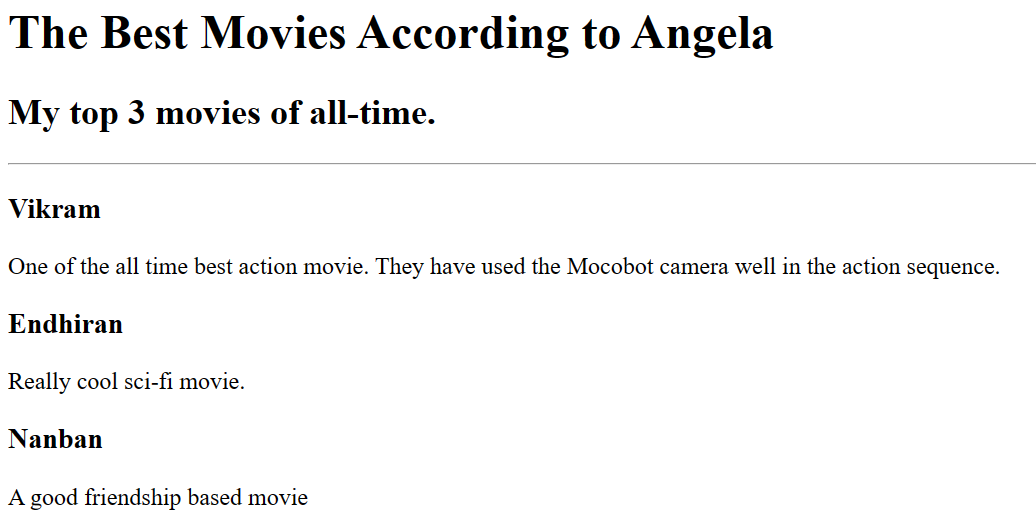 The Best Movies According to Angela
My top 3 movies of all-time.
Vikram
One of the all time best action movie. They have used the Mocobot camera well in the action sequence.
Endhiran
Really cool sci-fi movie.
Nanban
A good friendship based movie